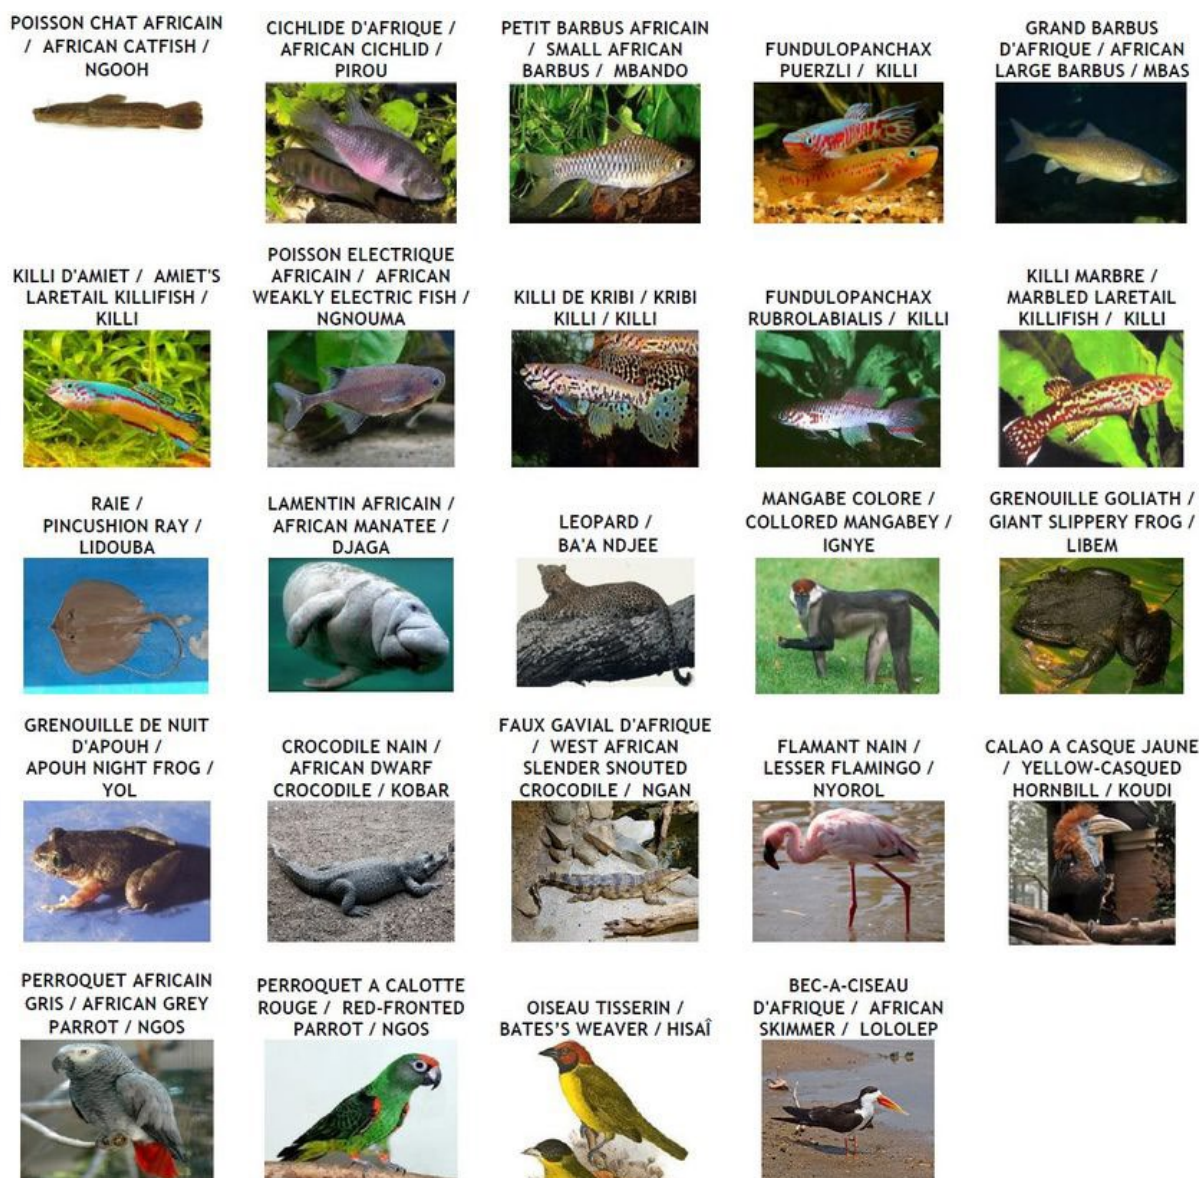 POISSON CHAT AFRICAIN
/ AFRICAN CATFISH /
NGOOH
CICHLIDE D'AFRIQUE /
AFRICAN CICHLID /
PIROU
PETIT BARBUS AFRICAIN
/ SMALL AFRICAN
BARBUS / MBANDO
FUNDULOPANCHAX
PUERZLI / KILLI
GRAND BARBUS
D'AFRIQUE / AFRICAN
LARGE BARBUS / MBAS
KILLI D'AMIET / AMIET'S
LARETAIL KILLIFISH /
KILLI
POISSON ELECTRIQUE
AFRICAIN / AFRICAN
WEAKLY ELECTRIC FISH /
NGNOUMA
KILLI DE KRIBI / KRIBI
KILLI / KILLI
FUNDULOPANCHAX
RUBROLABIALIS / KILLI
KILLI MARBRE /
MARBLED LARETAIL
KILLIFISH / KILLI
RAIE /
PINCUSHION RAY /
LIDOUBA
LAMENTIN AFRICAIN /
AFRICAN MANATEE /
DJAGA
LEOPARD /
BA'A NDJEE
MANGABE COLORE /
COLLORED MANGABEY /
IGNYE
GRENOUILLE GOLIATH /
GIANT SLIPPERY FROG /
LIBEM
GRENOUILLE DE NUIT
D'APOUH /
APOUH NIGHT FROG /
YOL
CROCODILE NAIN /
AFRICAN DWARF
CROCODILE / KOBAR
FAUX GAVIAL D'AFRIQUE
/ WEST AFRICAN
SLENDER SNOUTED
CROCODILE / NGAN
FLAMANT NAIN /
LESSER FLAMINGO /
NYOROL
CALAO A CASQUE JAUNE
/ YELLOW-CASQUED
HORNBILL / KOUDI
PERROQUET AFRICAIN
GRIS / AFRICAN GREY
PARROT / NGOS
PERROQUET A CALOTTE
ROUGE / RED-FRONTED
PARROT / NGOS
OISEAU TISSERIN /
BATES'S WEAVER / HISAÎ
BEC-A-CISEAU
D'AFRIQUE / AFRICAN
SKIMMER / LOLOLEP